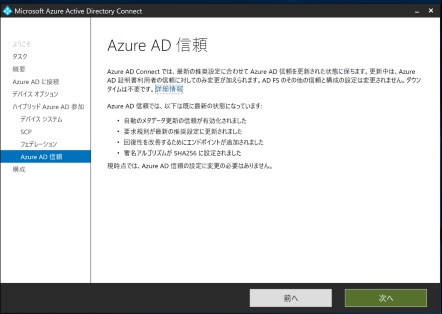 Microsoft Azure Active Directory Connect
ようこそ
タスク
概要
Azure AD に接続
デバイス オプション
ハイブリッド Azure AD 参加
デバイス システム
SCP
フェデレーション
Azure AD 信頼
構成
Azure AD 信頼
Azure AD Connect では、最新の推奨設定に合わせて Azure AD 信頼を更新された状態に保ちます。更新中は、Azure
AD 証明書利用者の信頼に対してのみ変更が加えられます。AD FS のその他の信頼と構成の設定は変更されません。ダウン
タイムは不要です。詳細情報
Azure AD 信頼では、以下は既に最新の状態になっています:
• 自動のメタデータ更新の信頼が有効化されました
• 要求規則が最新の推奨設定に更新されました
• 回復性を改善するためにエンドポイントが追加されました
• 署名アルゴリズムが SHA256 に設定されました
現時点では、Azure AD 信頼の設定に変更の必要はありません。
前へ
次へ